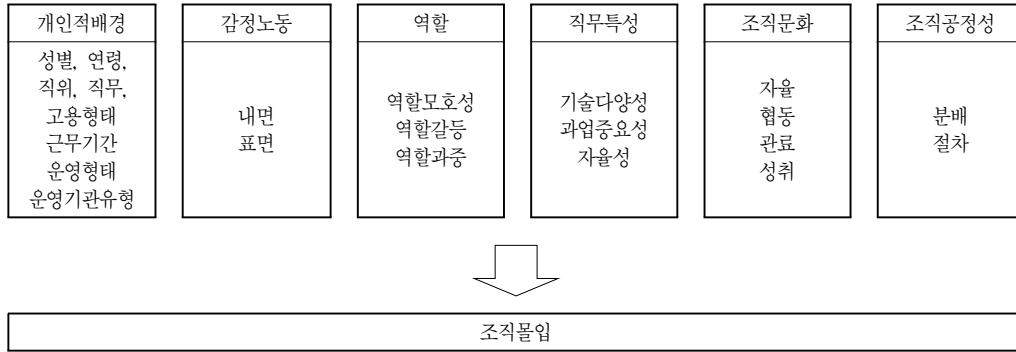 개인적배경
성별, 연령,
직위, 직무,
고용형태
근무기간
운영형태
운영기관유형
감정노동
내면
표면
역할
역할모호성
역할갈등
역할과중
직무특성
기술다양성
과업중요성
자율성
조직문화
자율
협동
관료
성취
조직공정성
분배
절차
조직몰입